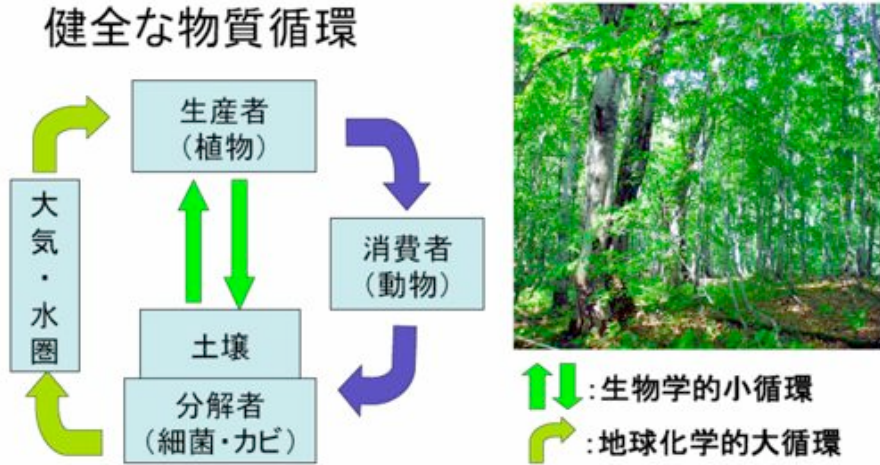 健全な物質循環
生産者
(植物)
大気・水圏
消費者
(動物)
土壌
分解者
(細菌・カビ)
:生物学的小循環
:地球化学的大循環